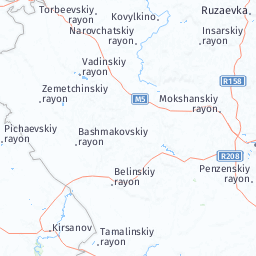 Torbeevskiy
rayon
Kovylkino
Ruzaevka
Narovchatskiy
rayon
Insarskiy
rayon
Vadinskiy
rayon
R158
Zemetchinskiy
rayon
M5
Mokshanskiy
rayon
Pichaevskiy
rayon
Bashmakovskiy
rayon
R208
Belinskiy
rayon
Penzenskiy
rayon
Kirsanov
Tamalinskiy
rayon